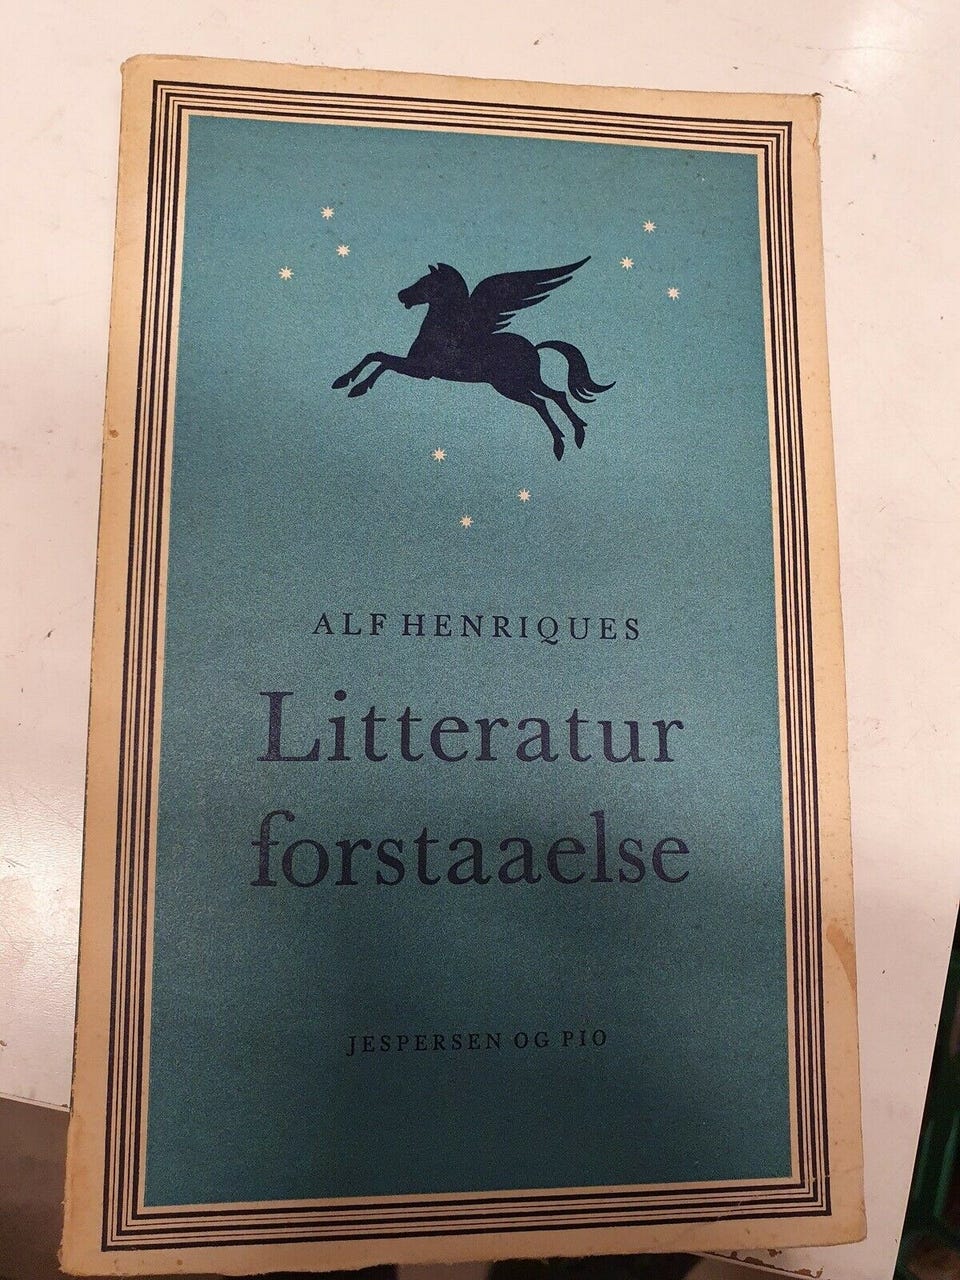 ALF HENRIQUES
Litteratur
forstaaelse
JESPERSEN OG PIO